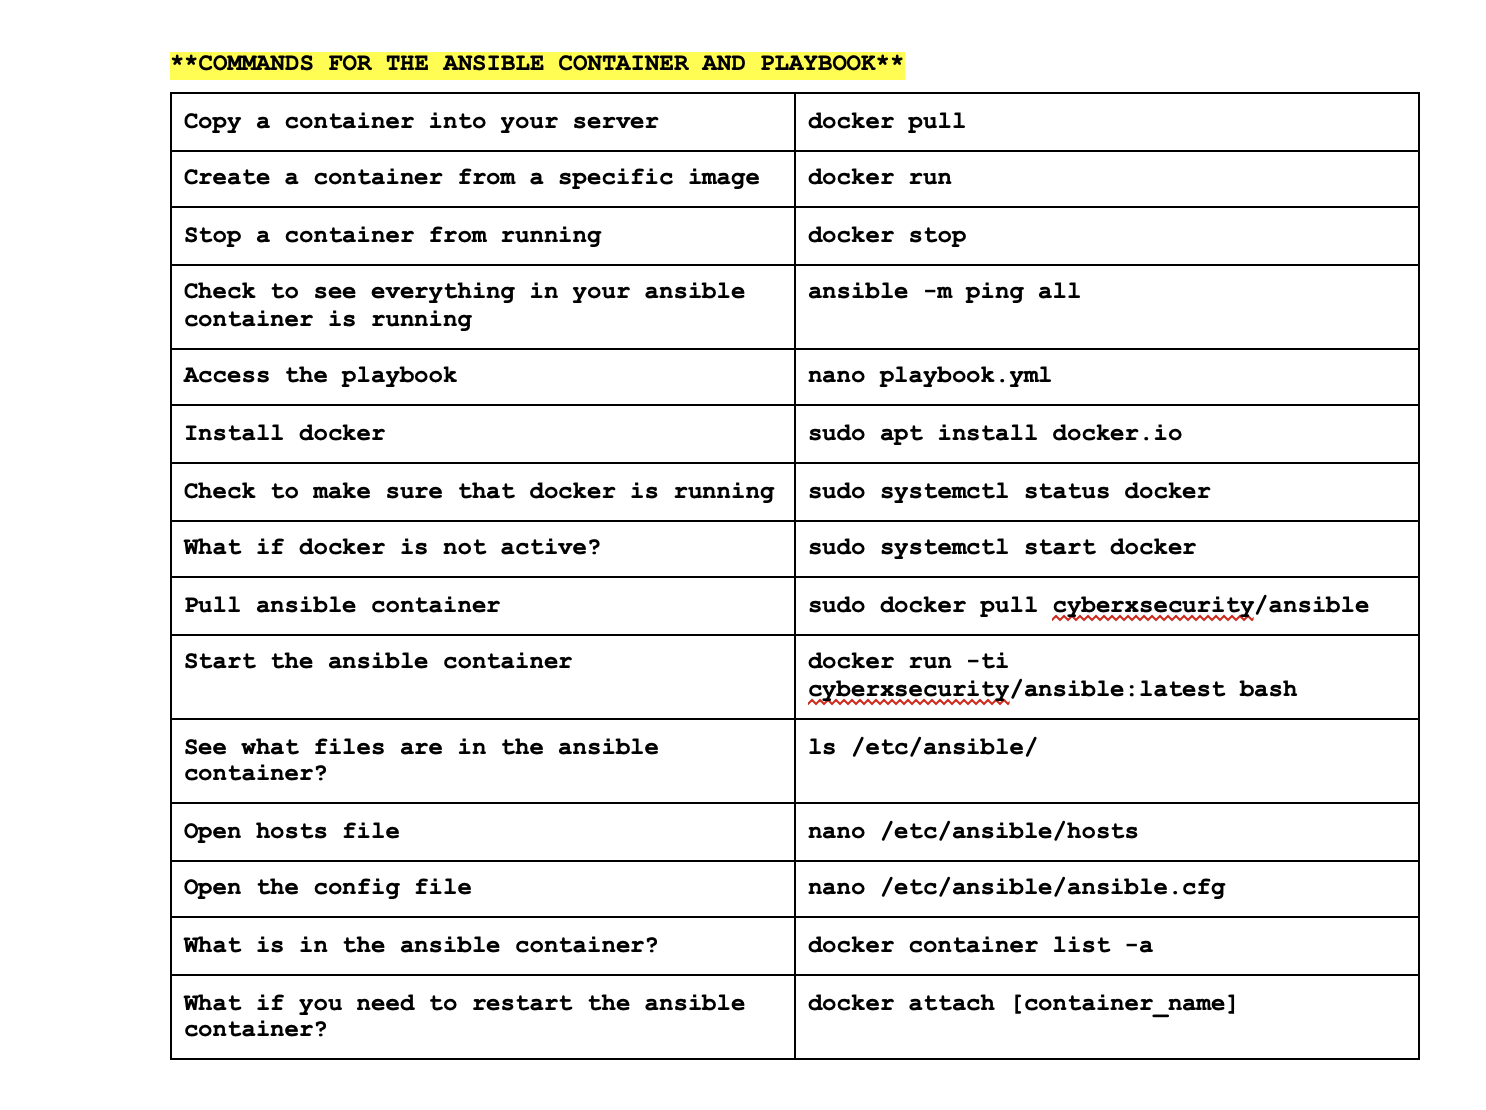 **COMMANDS FOR THE ANSIBLE CONTAINER AND PLAYBOOK**
Copy a container into your server
docker pull
Create a container from a specific image
docker run
Stop a container from running
docker stop
Check to see everything in your ansible
container is running
ansible -m ping all
Access the playbook
nano playbook.yml
Install docker
sudo apt install docker.io
Check to make sure that docker is running
sudo systemctl status docker
What if docker is not active?
sudo systemctl start docker
Pull ansible container
sudo docker pull cyberxsecurity/ansible
Start the ansible container
docker run -ti
cyberxsecurity/ansible:latest bash
See what files are in the ansible
container?
ls /etc/ansible/
Open hosts file
nano /etc/ansible/hosts
Open the config file
nano /etc/ansible/ansible.cfg
What is in the ansible container?
docker container list -a
What if you need to restart the ansible
container?
docker attach [container_name]